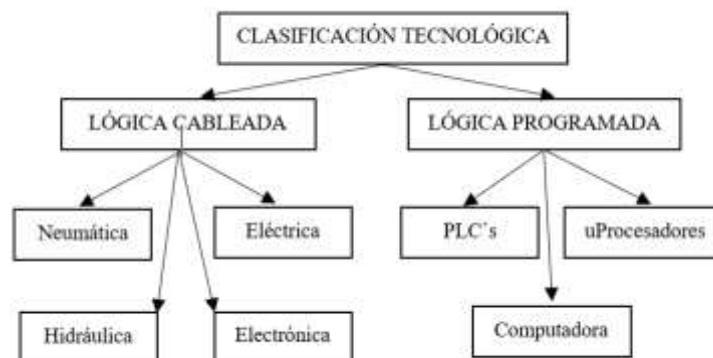 CLASIFICACIÓN TECNOLÓGICA
LÓGICA CABLEADA
LÓGICA PROGRAMADA
Neumática
Eléctrica
PLC´s
uProcesadores
Hidráulica
Electrónica
Computadora